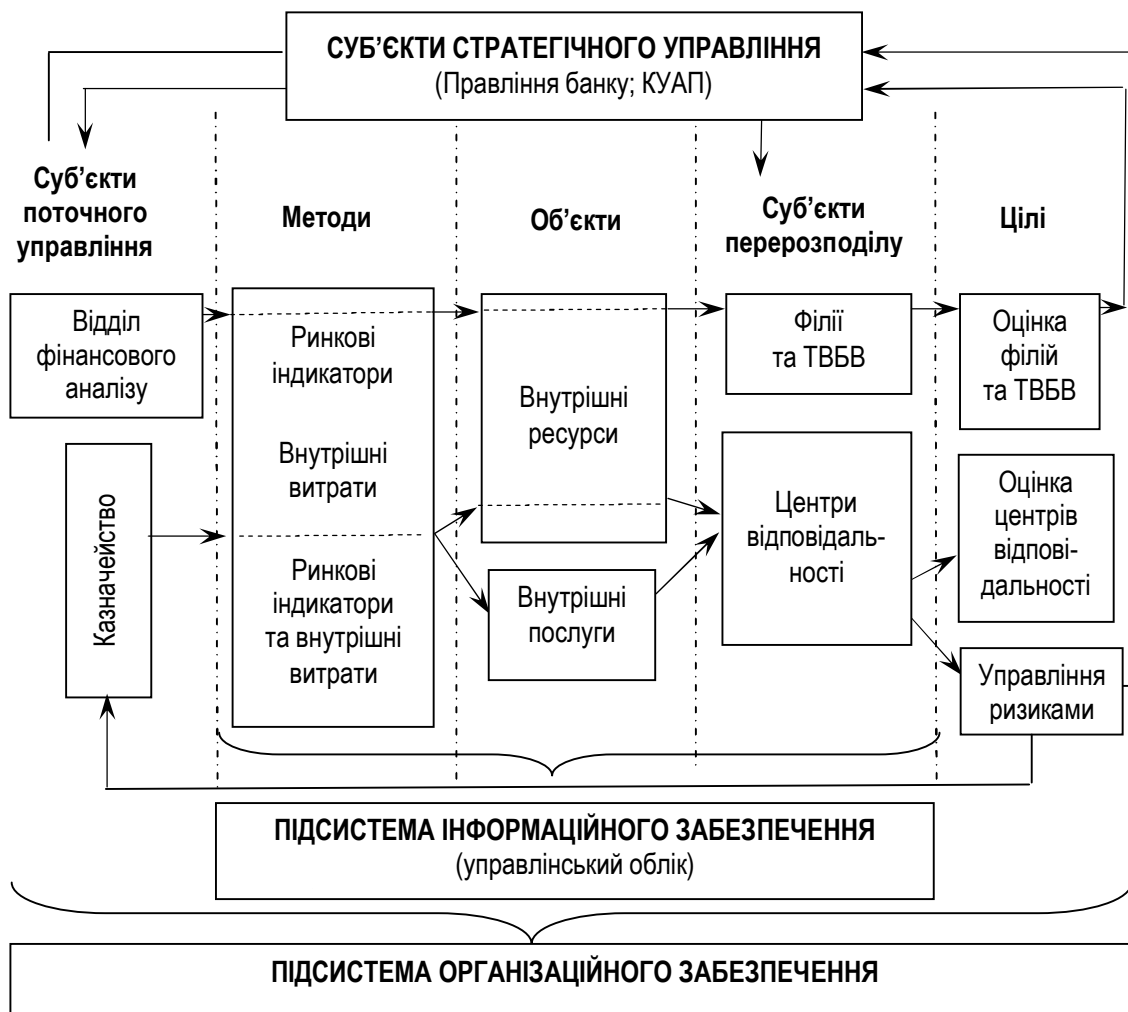 СУБ’ЄКТИ СТРАТЕГІЧНОГО УПРАВЛІННЯ
(Правління банку; КУАП)
Суб’єкти
поточного
управління
Методи
Об’єкти
Суб’єкти
перерозподілу
Цілі
Відділ
фінансового
аналізу
Казначейство
Ринкові
індикатори
Внутрішні
витрати
Ринкові
індикатори
та внутрішні
витрати
Внутрішні
ресурси
Внутрішні
послуги
Філії
та ТВБВ
Центри
відповідаль-
ності
Оцінка
філій
та ТВБВ
Оцінка
центрів
відпові-
дальності
Управління
ризиками
ПІДСИСТЕМА ІНФОРМАЦІЙНОГО ЗАБЕЗПЕЧЕННЯ
(управлінський облік)
ПІДСИСТЕМА ОРГАНІЗАЦІЙНОГО ЗАБЕЗПЕЧЕННЯ